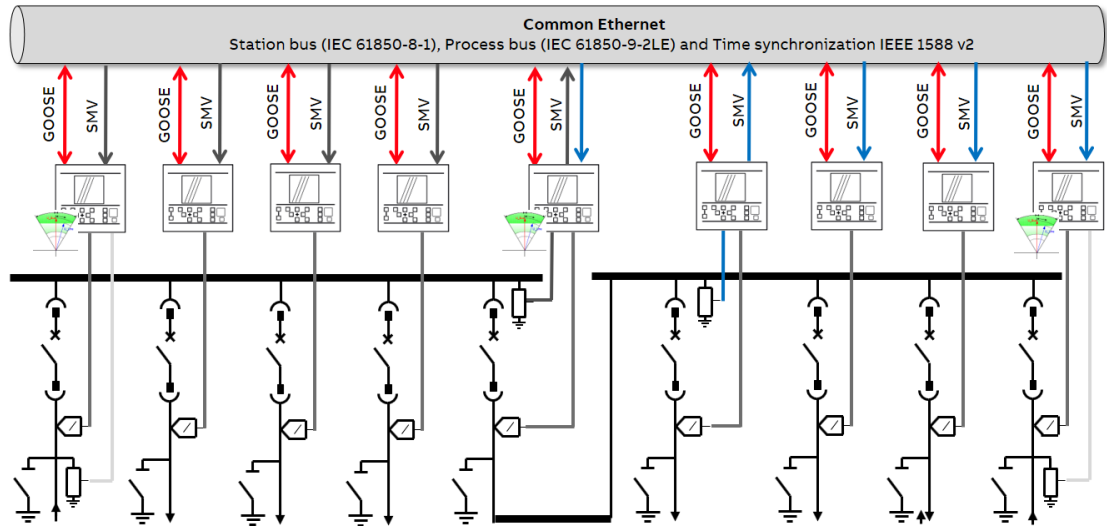 Common Ethernet
Station bus (IEC 61850-8-1), Process bus (IEC 61850-9-2LE) and Time synchronization IEEE 1588 v2
GOOSE
SMV
GOOSE
SMV
GOOSE
SMV
GOOSE
SMV
GOOSE
SMV
GOOSE
SMV
GOOSE
SMV
GOOSE
SMV
GOOSE
SMV